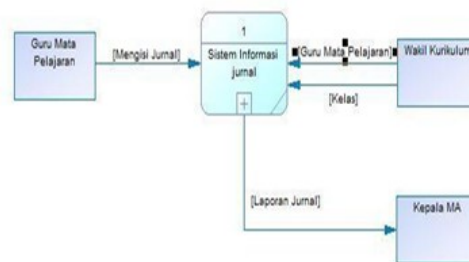 1
Guru Mata
Pelajaran
[Mengisi Jurnal]
Sistem Informasi
jurnal
[Guru Mata Pelajaran]
Wakil Kurikulum
[Kelas]
[Laporan Jurnal]
Kepala MA